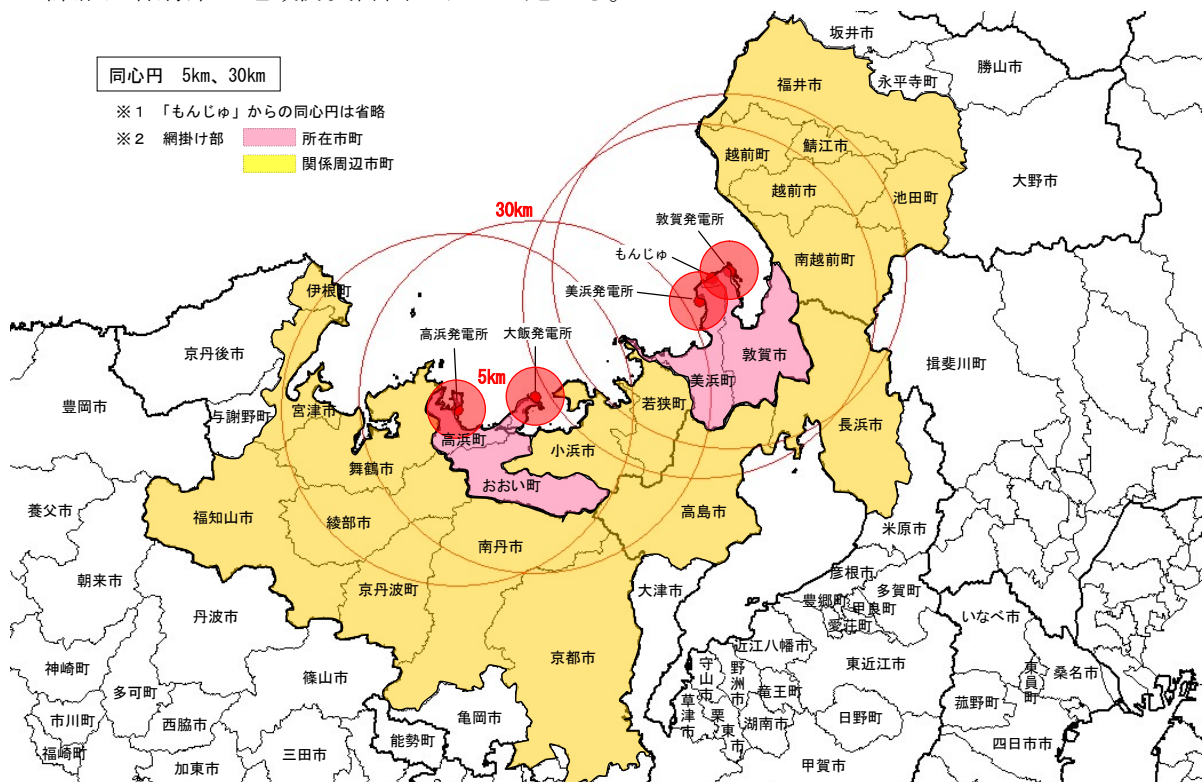 同心円 5km、30km
※1 「もんじゅ」からの同心円は省略
※2 網掛け部 所在市町
関係周辺市町
坂井市
勝山市
永平寺町
福井市
鯖江市
越前町
越前市
池田町
大野市
30km
敦賀発電所
もんじゅ
南越前町
美浜発電所
伊根町
京丹後市
高浜発電所
大飯発電所
敦賀市
揖斐川町
5km
美浜町
豊岡市
宮津市
与謝野町
若狭町
長浜市
高浜町
小浜市
舞鶴市
おおい町
養父市
福知山市
綾部市
高島市
米原市
南丹市
朝来市
京丹波町
大津市
彦根市
多賀町
丹波市
豊郷町
甲良町
いなべ市
愛荘町
神崎町
篠山市
京都市
近江八幡市
東近江市
東員町
桑名市
多可町
守山市
野洲市
竜王町
菰野町
市川町
西脇市
亀岡市
草津市
栗東市
湖南市
日野町
福崎町
加東市
三田市
能勢町
四日市市
甲賀市